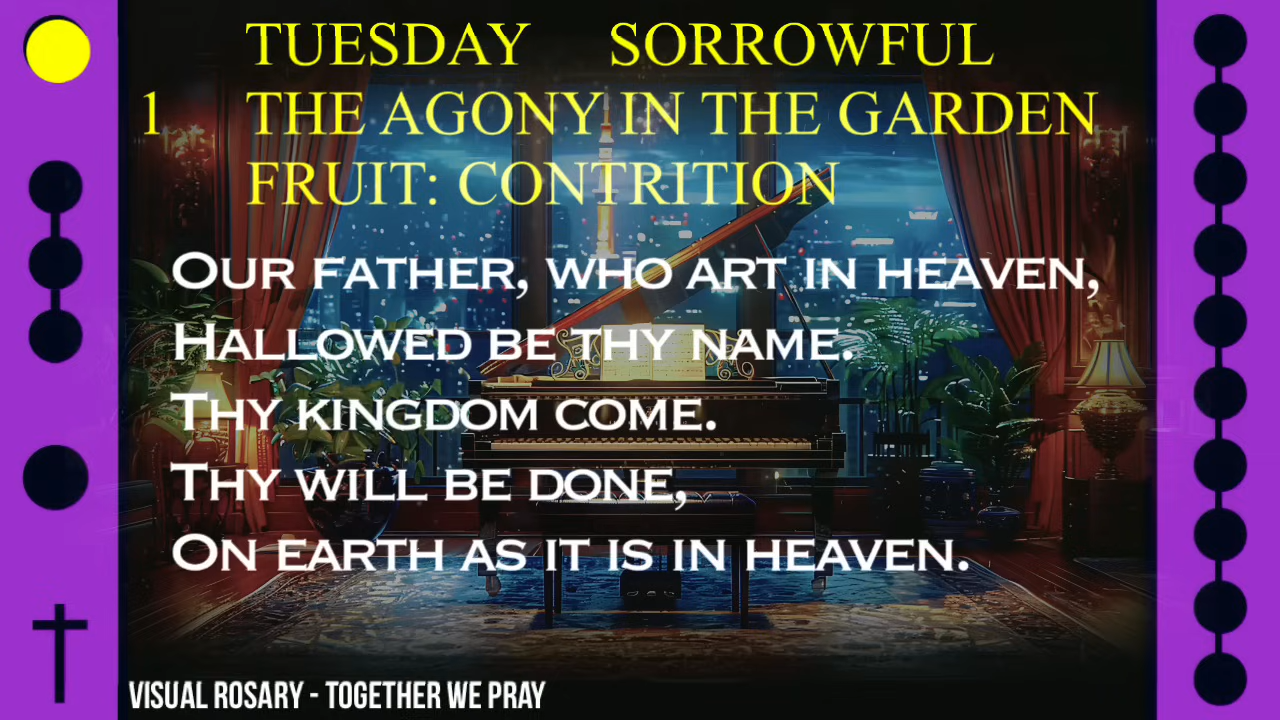 TUESDAY SORROWFUL
1 THE AGONY IN THE GARDEN
FRUIT: CONTRITION
OUR FATHER, WHO ART IN HEAVEN,
HALLOWED BE THY NAME.
THY KINGDOM COME.
THY WILL BE DONE,
ON EARTH AS IT IS IN HEAVEN.
VISUAL ROSARY - TOGETHER WE PRAY